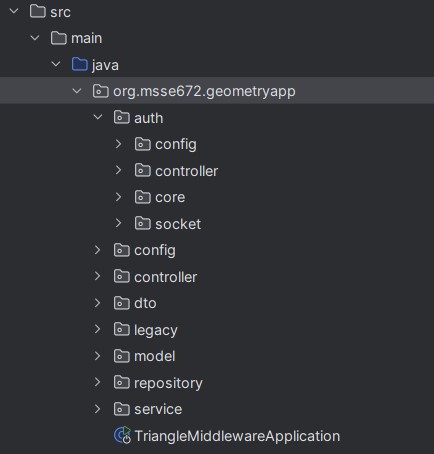 src
main
java
org.msse672.geometryapp
auth
config
controller
core
socket
config
controller
dto
legacy
model
repository
service
TriangleMiddlewareApplication